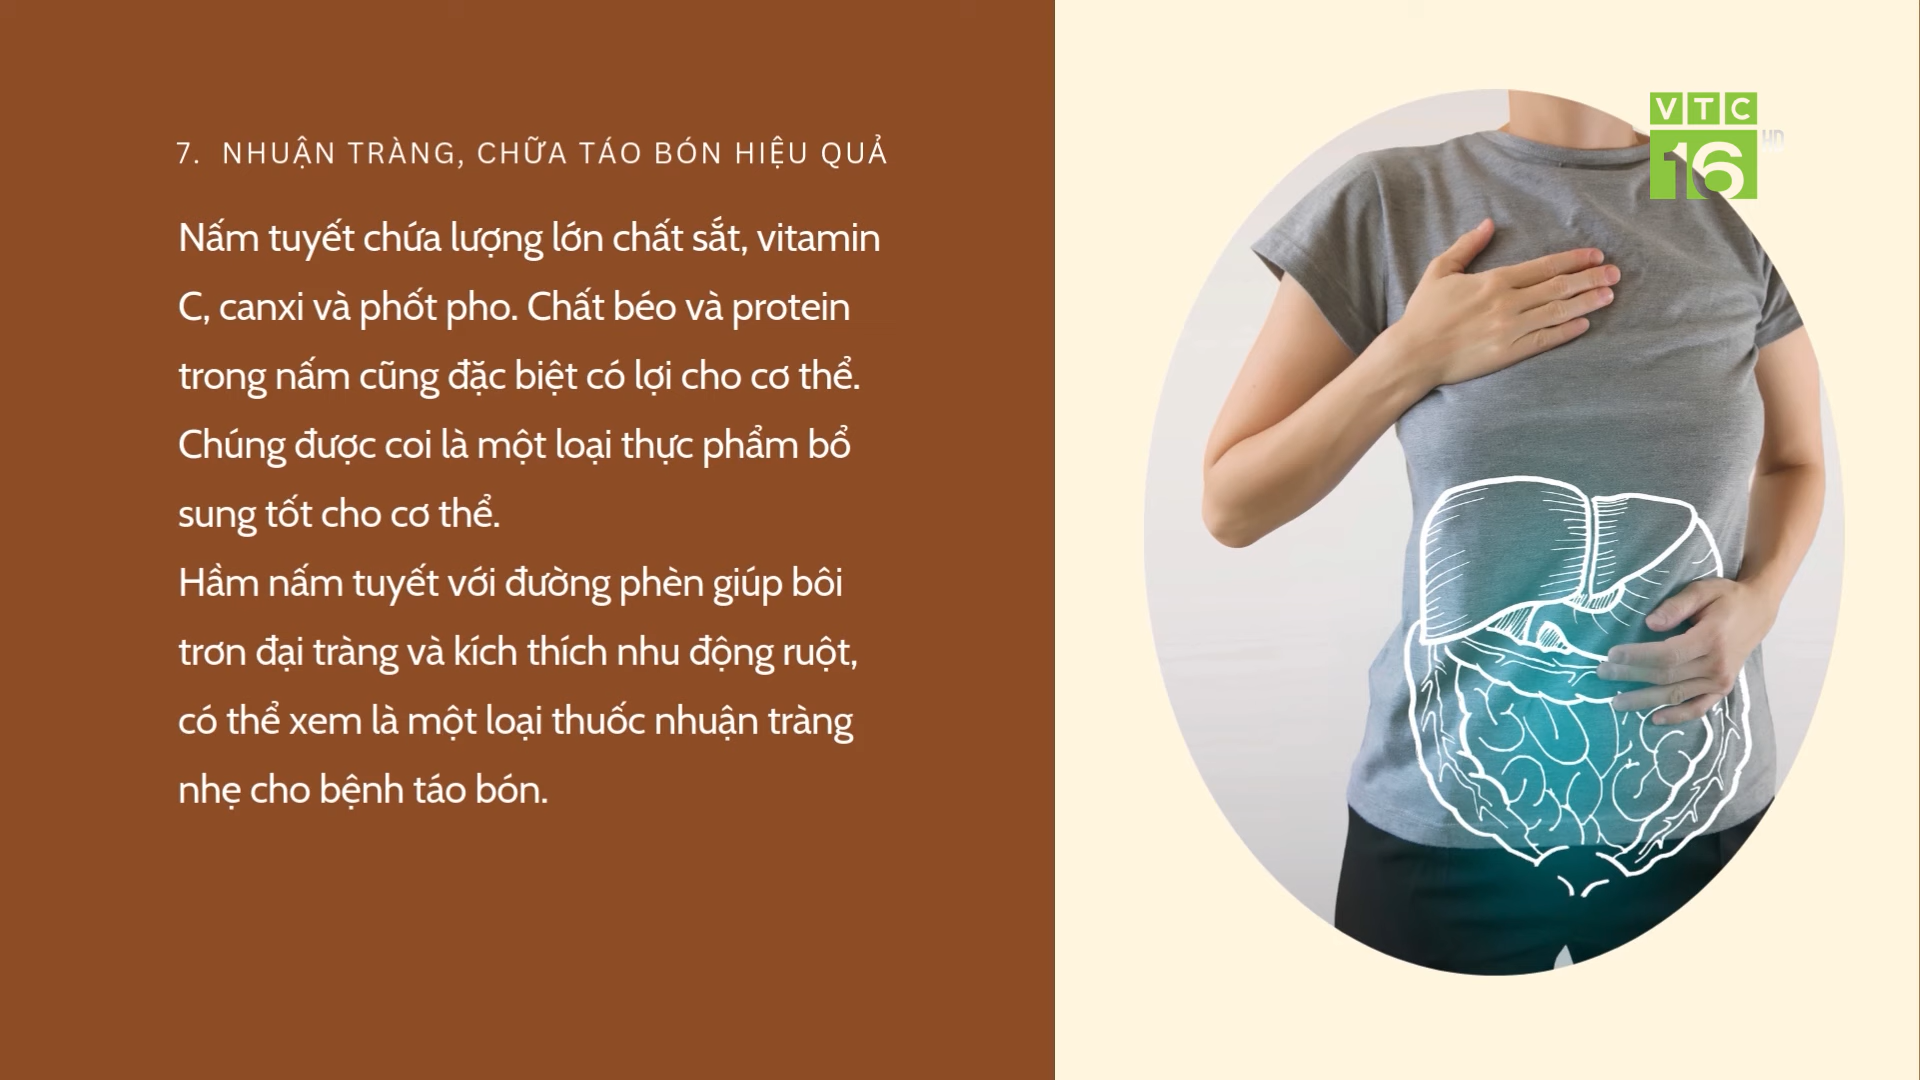 7. NHUẬN TRÀNG, CHỮA TÁO BÓN HIỆU QUẢ
Nấm tuyết chứa lượng lớn chất sắt, vitamin
C, canxi và phốt pho. Chất béo và protein
trong nấm cũng đặc biệt có lợi cho cơ thể.
Chúng được coi là một loại thực phẩm bổ
sung tốt cho cơ thể.
Hầm nấm tuyết với đường phèn giúp bôi
trơn đại tràng và kích thích nhu động ruột,
có thể xem là một loại thuốc nhuận tràng
nhẹ cho bệnh táo bón.
VTC
16
HD